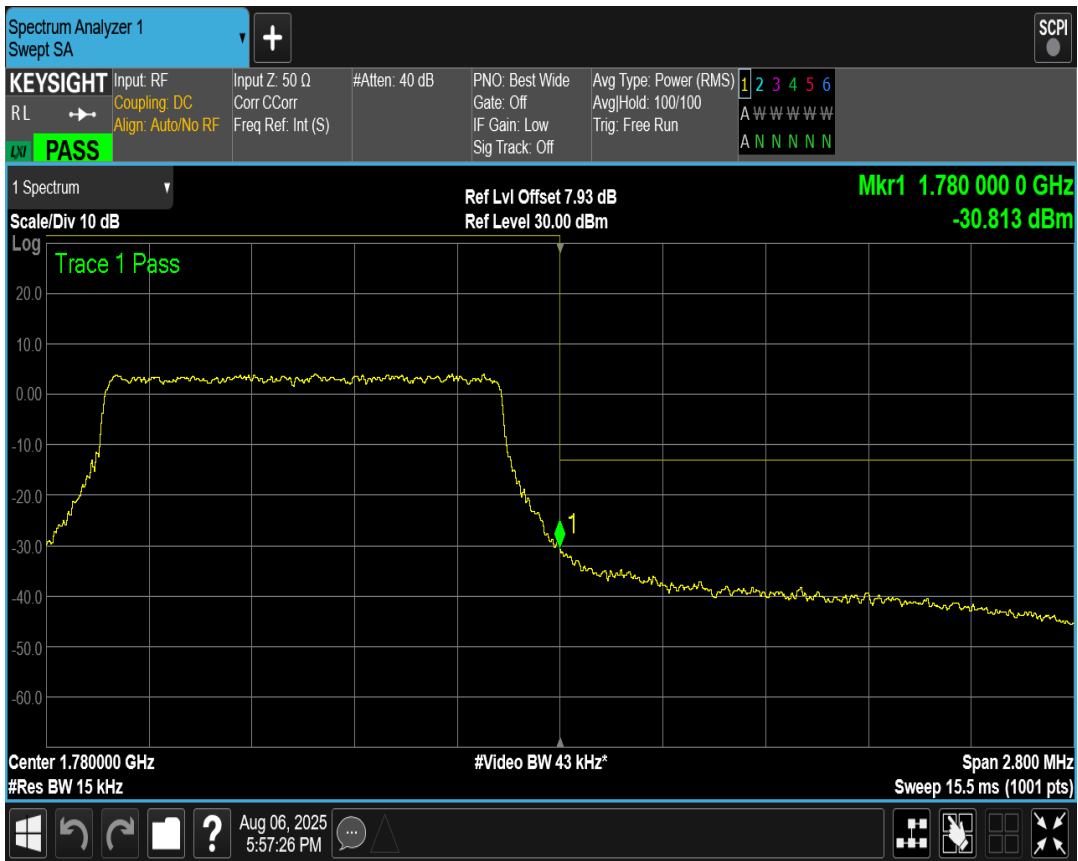 Spectrum Analyzer 1
Swept SA
+
SCPI
KEYSIGHT
RL
LXI PASS
Input: RF
Coupling: DC
Align: Auto/No RF
Input Z: 50 Ω
Corr CCorr
Freq Ref: Int (S)
#Atten: 40 dB
PNO: Best Wide
Gate: Off
IF Gain: Low
Sig Track: Off
Avg Type: Power (RMS)
Avg|Hold: 100/100
Trig: Free Run
1 2 3 4 5 6
A W W W W W
A N N N N N
1 Spectrum
Scale/Div 10 dB
Ref Lvl Offset 7.93 dB
Ref Level 30.00 dBm
Mkr1 1.780 000 0 GHz
-30.813 dBm
Log
Trace 1 Pass
20.0
10.0
0.00
-10.0
-20.0
1
-30.0
-40.0
-50.0
-60.0
Center 1.780000 GHz
#Video BW 43 kHz*
Span 2.800 MHz
#Res BW 15 kHz
Sweep 15.5 ms (1001 pts)
?
Aug 06, 2025
5:57:26 PM